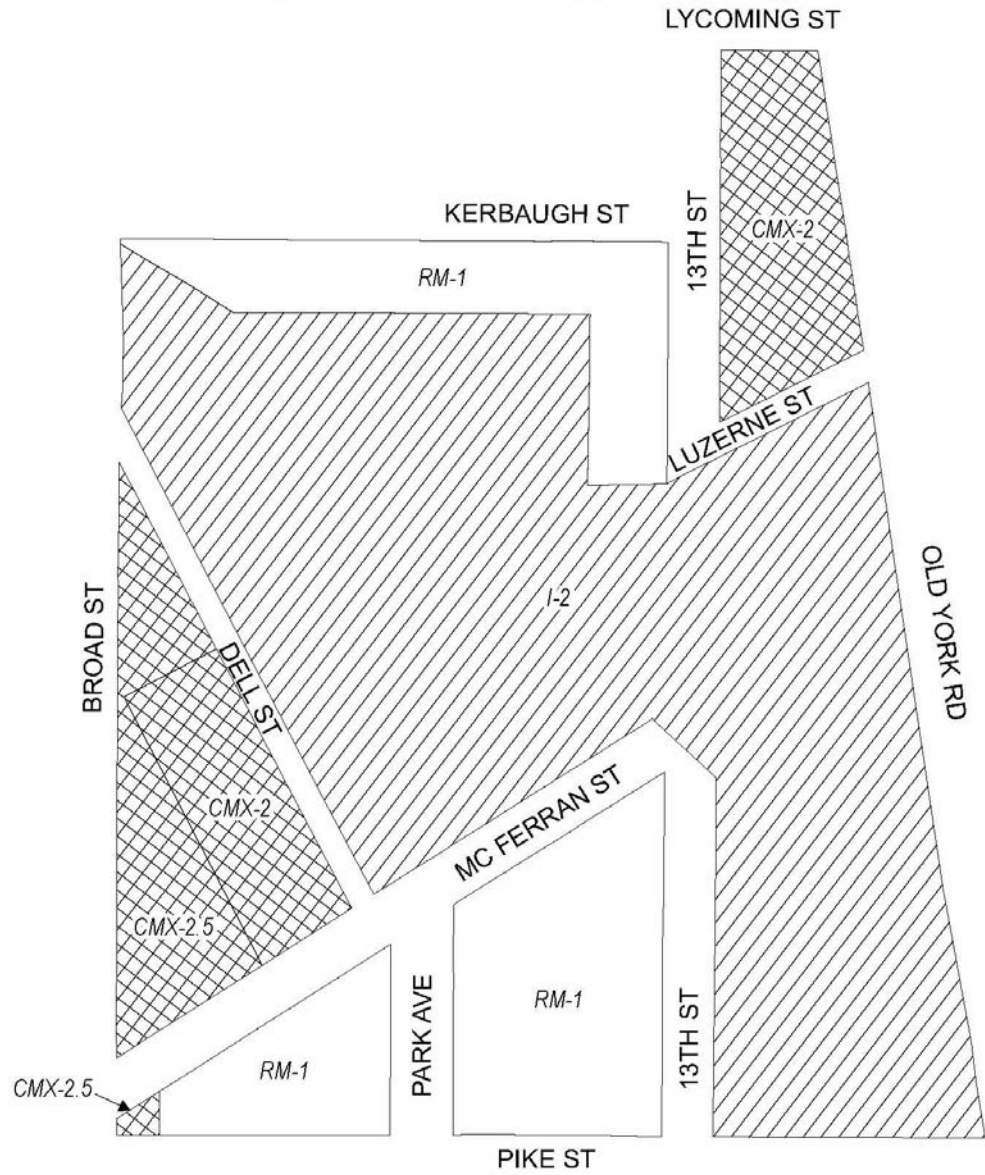 LYCOMING ST
KERBAUGH ST
13TH ST
CMX-2
RM-1
LUZERNE ST
BROAD ST
DELL ST
I-2
OLD YORK RD
CMX-2
MC FERRAN ST
CMX-2.5
PARK AVE
RM-1
13TH ST
RM-1
CMX-2.5
PIKE ST